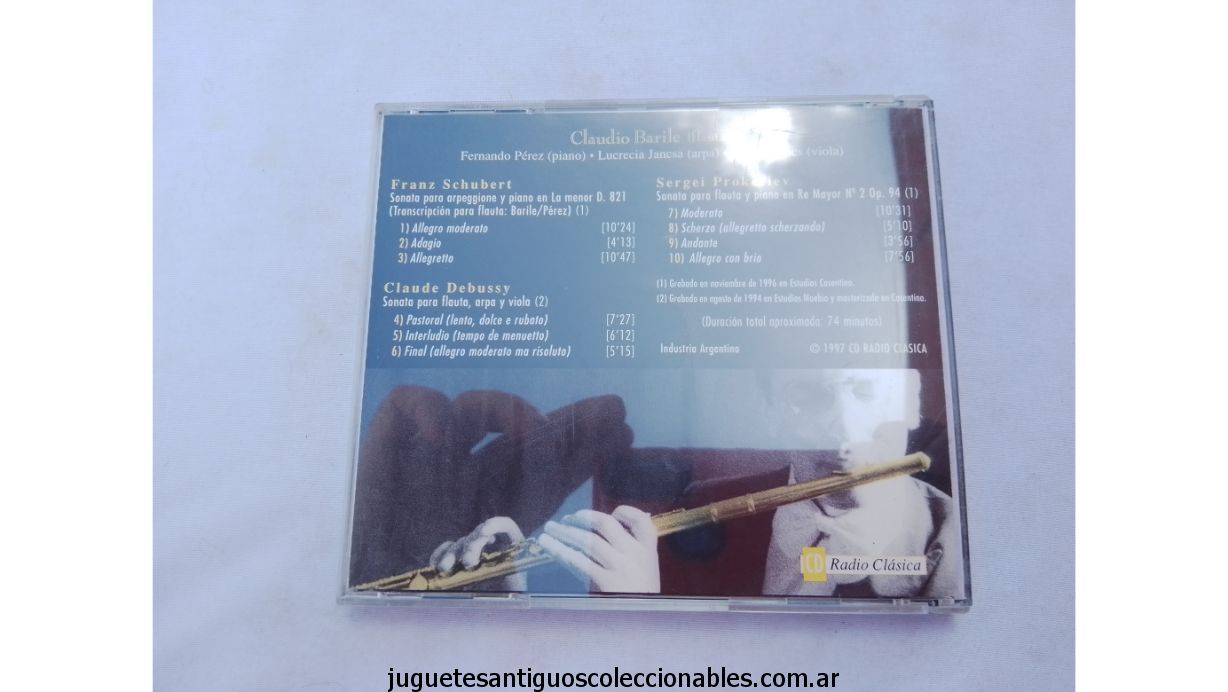 Claudio Barile
Fernando Pérez (piano) • Lucrecia Jancsa (arpa) (viola)
Franz Schubert
Sonata para arpeggione y piano en La menor D. 821
(Transcripción para flauta: Barile/Pérez) (1)
1) Allegro moderato [10'24]
2) Adagio [4'13]
3) Allegretto [10'47]
Claude Debussy
Sonata para flauta, arpa y viola (2)
4) Pastoral (lento, dolce e rubato) [7'27]
5) Interludio (tempo de menuetto) [6'12]
6) Final (allegro moderato ma risoluto) [5'15]
Sergei Prokofiev
Sonata para flauta y piano en Re Mayor Nº 2 Op. 94 (1)
7) Moderato [10'31]
8) Scherzo (allegretto scherzando) [5'10]
9) Andante [3'56]
10) Allegro con brio [7'56]
(1) Grabado en noviembre de 1996 en Estudios Casentina.
(2) Grabado en agosto de 1994 en Estudios Moebio y masterizado en Casentina.
(Duración total aproximada: 74 minutos)
Industria Argentina © 1997 CD RADIO CLASICA
CD Radio Clásica
juguetesantiguoscoleccionables.com.ar